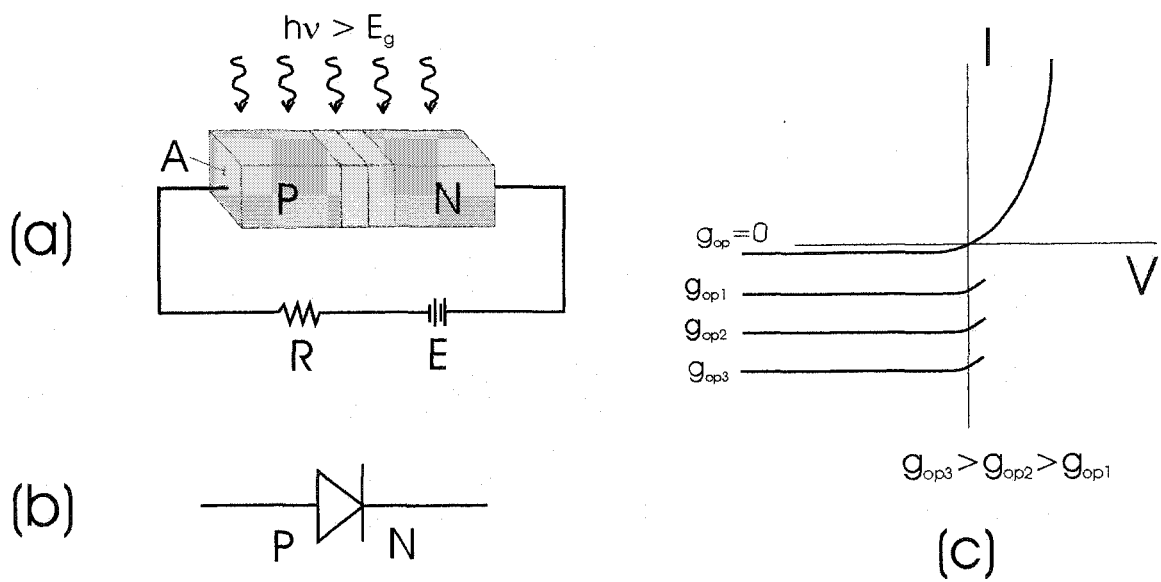 hν > E_g
A
P
N
(a)
R
E
(b)
P
N
I
g_op=0
V
g_op1
g_op2
g_op3
g_op3 > g_op2 > g_op1
(c)